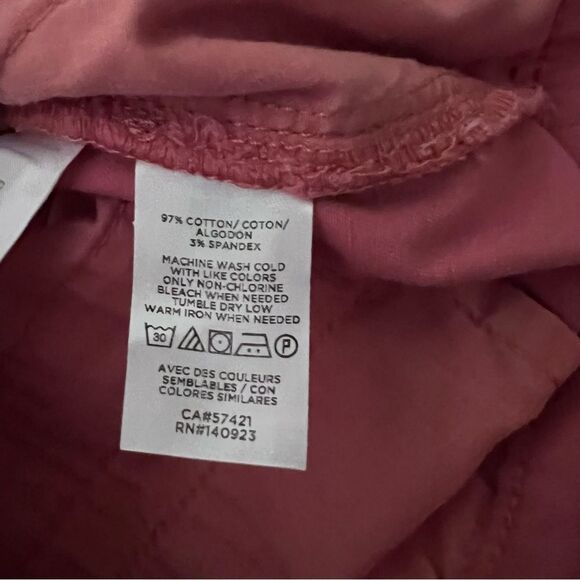 97% COTTON/ COTON/
ALGODON
3% SPANDEX
MACHINE WASH COLD
WITH LIKE COLORS
ONLY NON-CHLORINE
BLEACH WHEN NEEDED
TUMBLE DRY LOW
WARM IRON WHEN NEEDED
30 P
AVEC DES COULEURS
SEMBLABLES / CON
COLORES SIMILARES
CA#57421
RN#140923